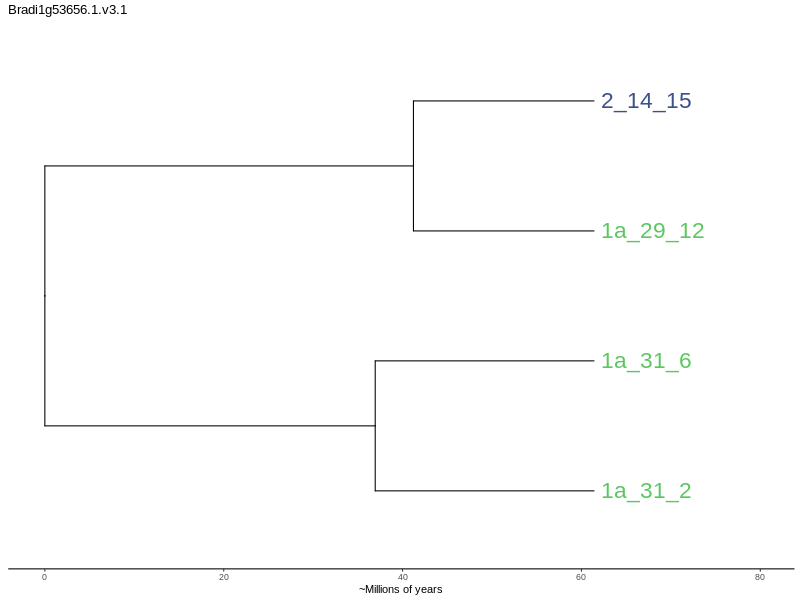 Bradi1g53656.1.v3.1
2_14_15
1a_29_12
1a_31_6
1a_31_2
0 20 40 60 80
~Millions of years